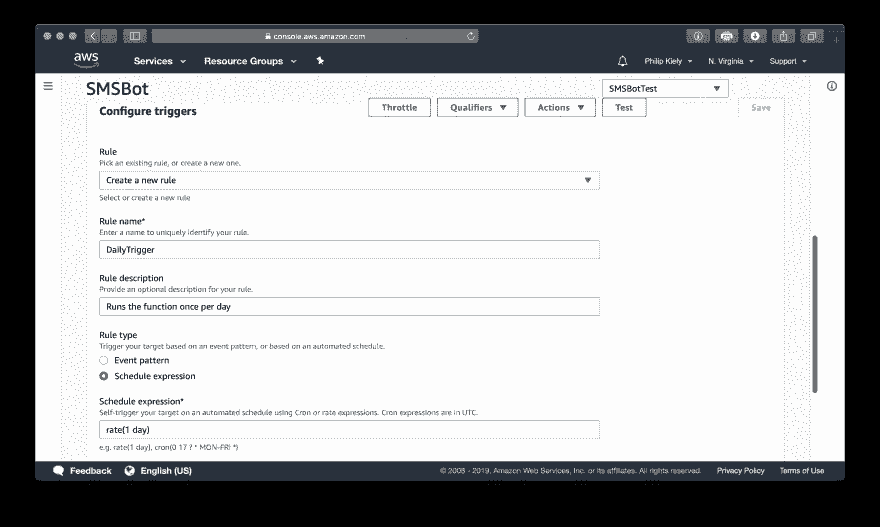 console.aws.amazon.com
aws
Services
Resource Groups
Philip Kiely
N. Virginia
Support
SMSBot
SMSBotTest
Configure triggers
Throttle
Qualifiers
Actions
Test
Save
Rule
Pick an existing rule, or create a new one.
Create a new rule
Select or create a new rule
Rule name*
Enter a name to uniquely identify your rule.
DailyTrigger
Rule description
Provide an optional description for your rule.
Runs the function once per day
Rule type
Trigger your target based on an event pattern, or based on an automated schedule.
Event pattern
Schedule expression
Schedule expression*
Self-trigger your target on an automated schedule using Cron or rate expressions. Cron expressions are in UTC.
rate(1 day)
e.g. rate(1 day), cron(0 17 ? * MON-FRI *)
Feedback
English (US)
© 2008 - 2019, Amazon Web Services, Inc. or its affiliates. All rights reserved.
Privacy Policy
Terms of Use